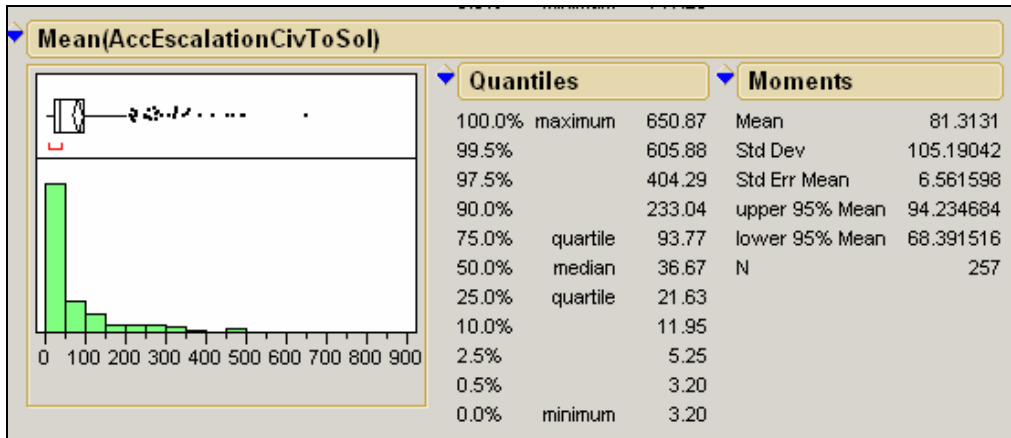 Mean(AccEscalationCivToSol)
Quantiles
100.0% maximum 650.87
99.5% 605.88
97.5% 404.29
90.0% 233.04
75.0% quartile 93.77
50.0% median 36.67
25.0% quartile 21.63
10.0% 11.95
2.5% 5.25
0.5% 3.20
0.0% minimum 3.20
Moments
Mean 81.3131
Std Dev 105.19042
Std Err Mean 6.561598
upper 95% Mean 94.234684
lower 95% Mean 68.391516
N 257
0 100 200 300 400 500 600 700 800 900